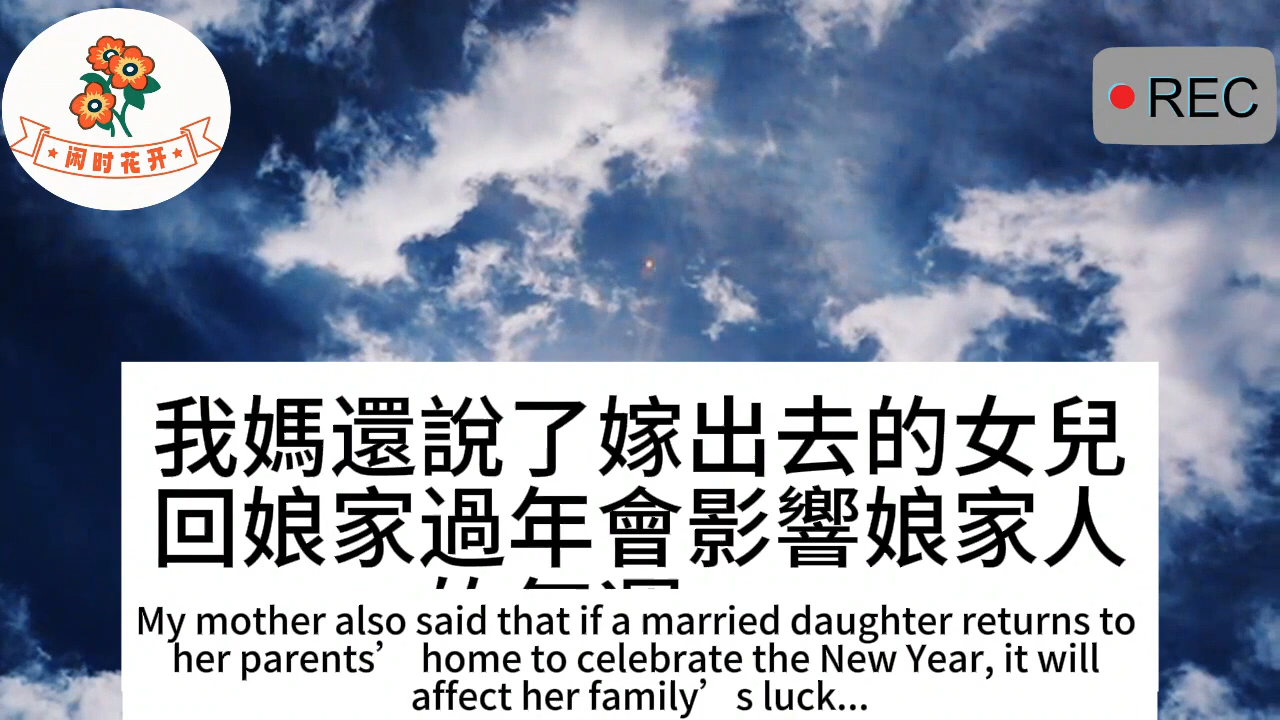 闲时花开
REC
我媽還說了嫁出去的女兒
回娘家過年會影響娘家人
My mother also said that if a married daughter returns to
her parents’ home to celebrate the New Year, it will
affect her family’s luck...